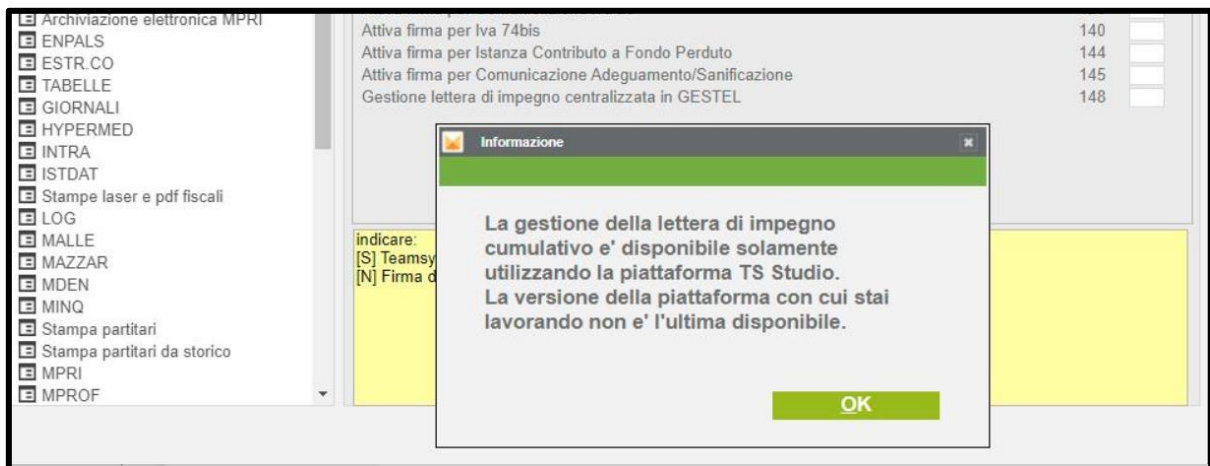 Archiviazione elettronica MPRI
ENPALS
ESTR.CO
TABELLE
GIORNALI
HYPERMED
INTRA
ISTDAT
Stampe laser e pdf fiscali
LOG
MALLE
MAZZAR
MDEN
MINQ
Stampa partitari
Stampa partitari da storico
MPRI
MPROF
Attiva firma per Iva 74bis 140
Attiva firma per Istanza Contributo a Fondo Perduto 144
Attiva firma per Comunicazione Adeguamento/Sanificazione 145
Gestione lettera di impegno centralizzata in GESTEL 148
indicare:
[S] Teamsy
[N] Firma d
Informazione
La gestione della lettera di impegno
cumulativo e' disponibile solamente
utilizzando la piattaforma TS Studio.
La versione della piattaforma con cui stai
lavorando non e' l'ultima disponibile.
OK